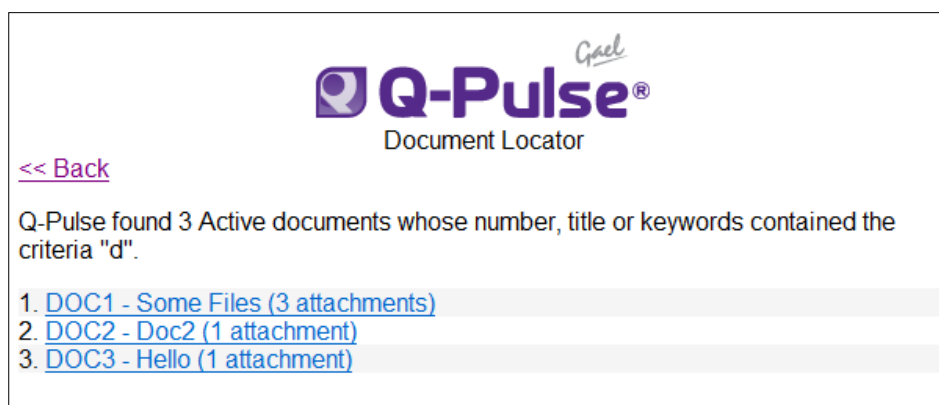 Gael
Q-Pulse®
Document Locator
<< Back
Q-Pulse found 3 Active documents whose number, title or keywords contained the
criteria "d".
1. DOC1 - Some Files (3 attachments)
2. DOC2 - Doc2 (1 attachment)
3. DOC3 - Hello (1 attachment)